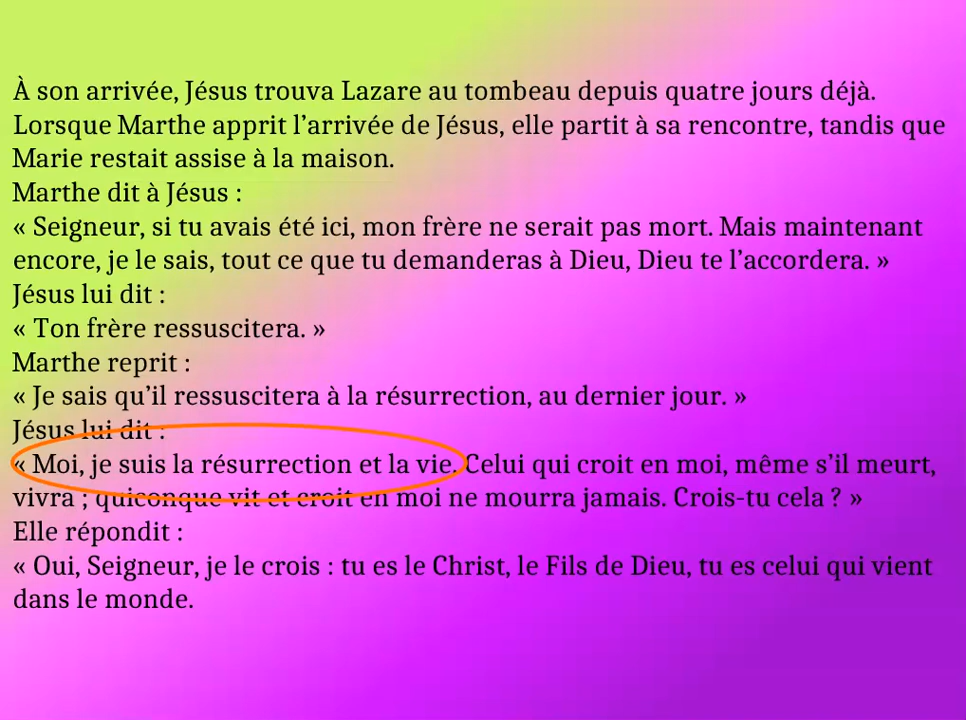 À son arrivée, Jésus trouva Lazare au tombeau depuis quatre jours déjà.
Lorsque Marthe apprit l’arrivée de Jésus, elle partit à sa rencontre, tandis que
Marie restait assise à la maison.
Marthe dit à Jésus :
« Seigneur, si tu avais été ici, mon frère ne serait pas mort. Mais maintenant
encore, je le sais, tout ce que tu demanderas à Dieu, Dieu te l’accordera. »
Jésus lui dit :
« Ton frère ressuscitera. »
Marthe reprit :
« Je sais qu’il ressuscitera à la résurrection, au dernier jour. »
Jésus lui dit :
« Moi, je suis la résurrection et la vie. Celui qui croit en moi, même s’il meurt,
vivra ; quiconque vit et croit en moi ne mourra jamais. Crois-tu cela ? »
Elle répondit :
« Oui, Seigneur, je le crois : tu es le Christ, le Fils de Dieu, tu es celui qui vient
dans le monde.